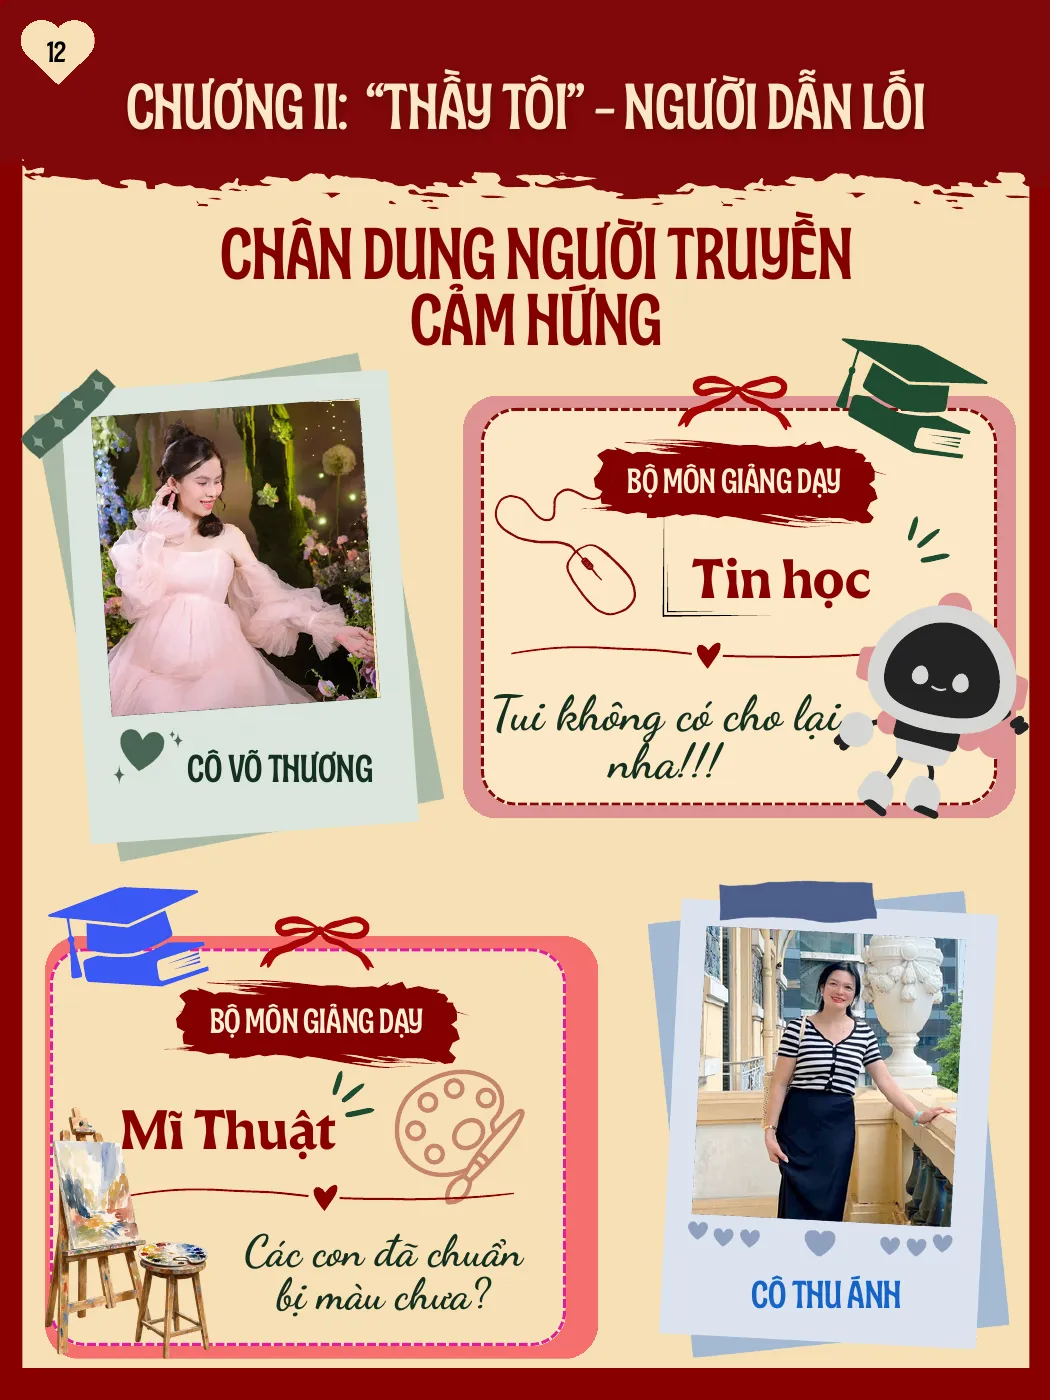 12
CHƯƠNG II: “THẦY TÔI” – NGƯỜI DẪN LỐI
CHÂN DUNG NGƯỜI TRUYỀN
CẢM HỨNG
BỘ MÔN GIẢNG DẠY
Tin học
Tui không có cho lại
nha!!!
CÔ VÕ THƯƠNG
BỘ MÔN GIẢNG DẠY
Mĩ Thuật
Các con đã chuẩn
bị màu chưa?
CÔ THU ÁNH